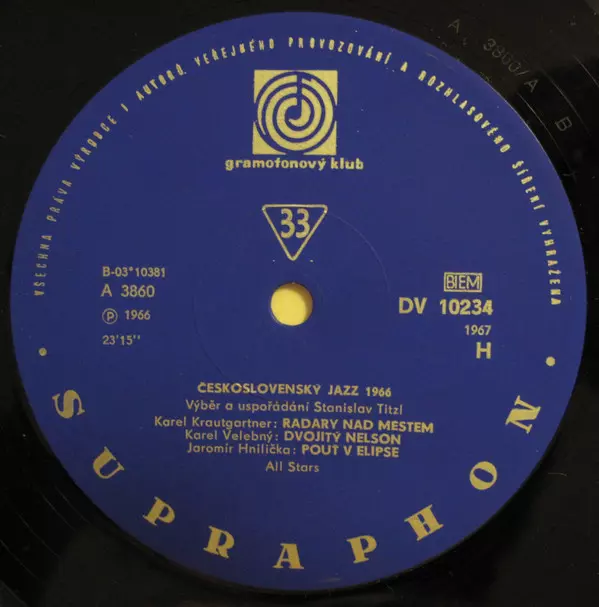 VŠECHNA PRÁVA VÝROBCE I AUTORŮ. VEŘEJNÉHO PROVOZOVÁNÍ A ROZHLASOVÉHO ŠÍŘENÍ VYHRAŽENA
A 3860/A B
gramofonový klub
33
B-03*10381
A 3860
Ⓟ 1966
23'15''
BIEM
DV 10234
1967
H
ČESKOSLOVENSKÝ JAZZ 1966
Výběr a uspořádání Stanislav Titzl
Karel Krautgartner: RADARY NAD MESTEM
Karel Velebný: DVOJITÝ NELSON
Jaromír Hnilička: POUŤ V ELIPSE
All Stars
• SUPRAPHON •